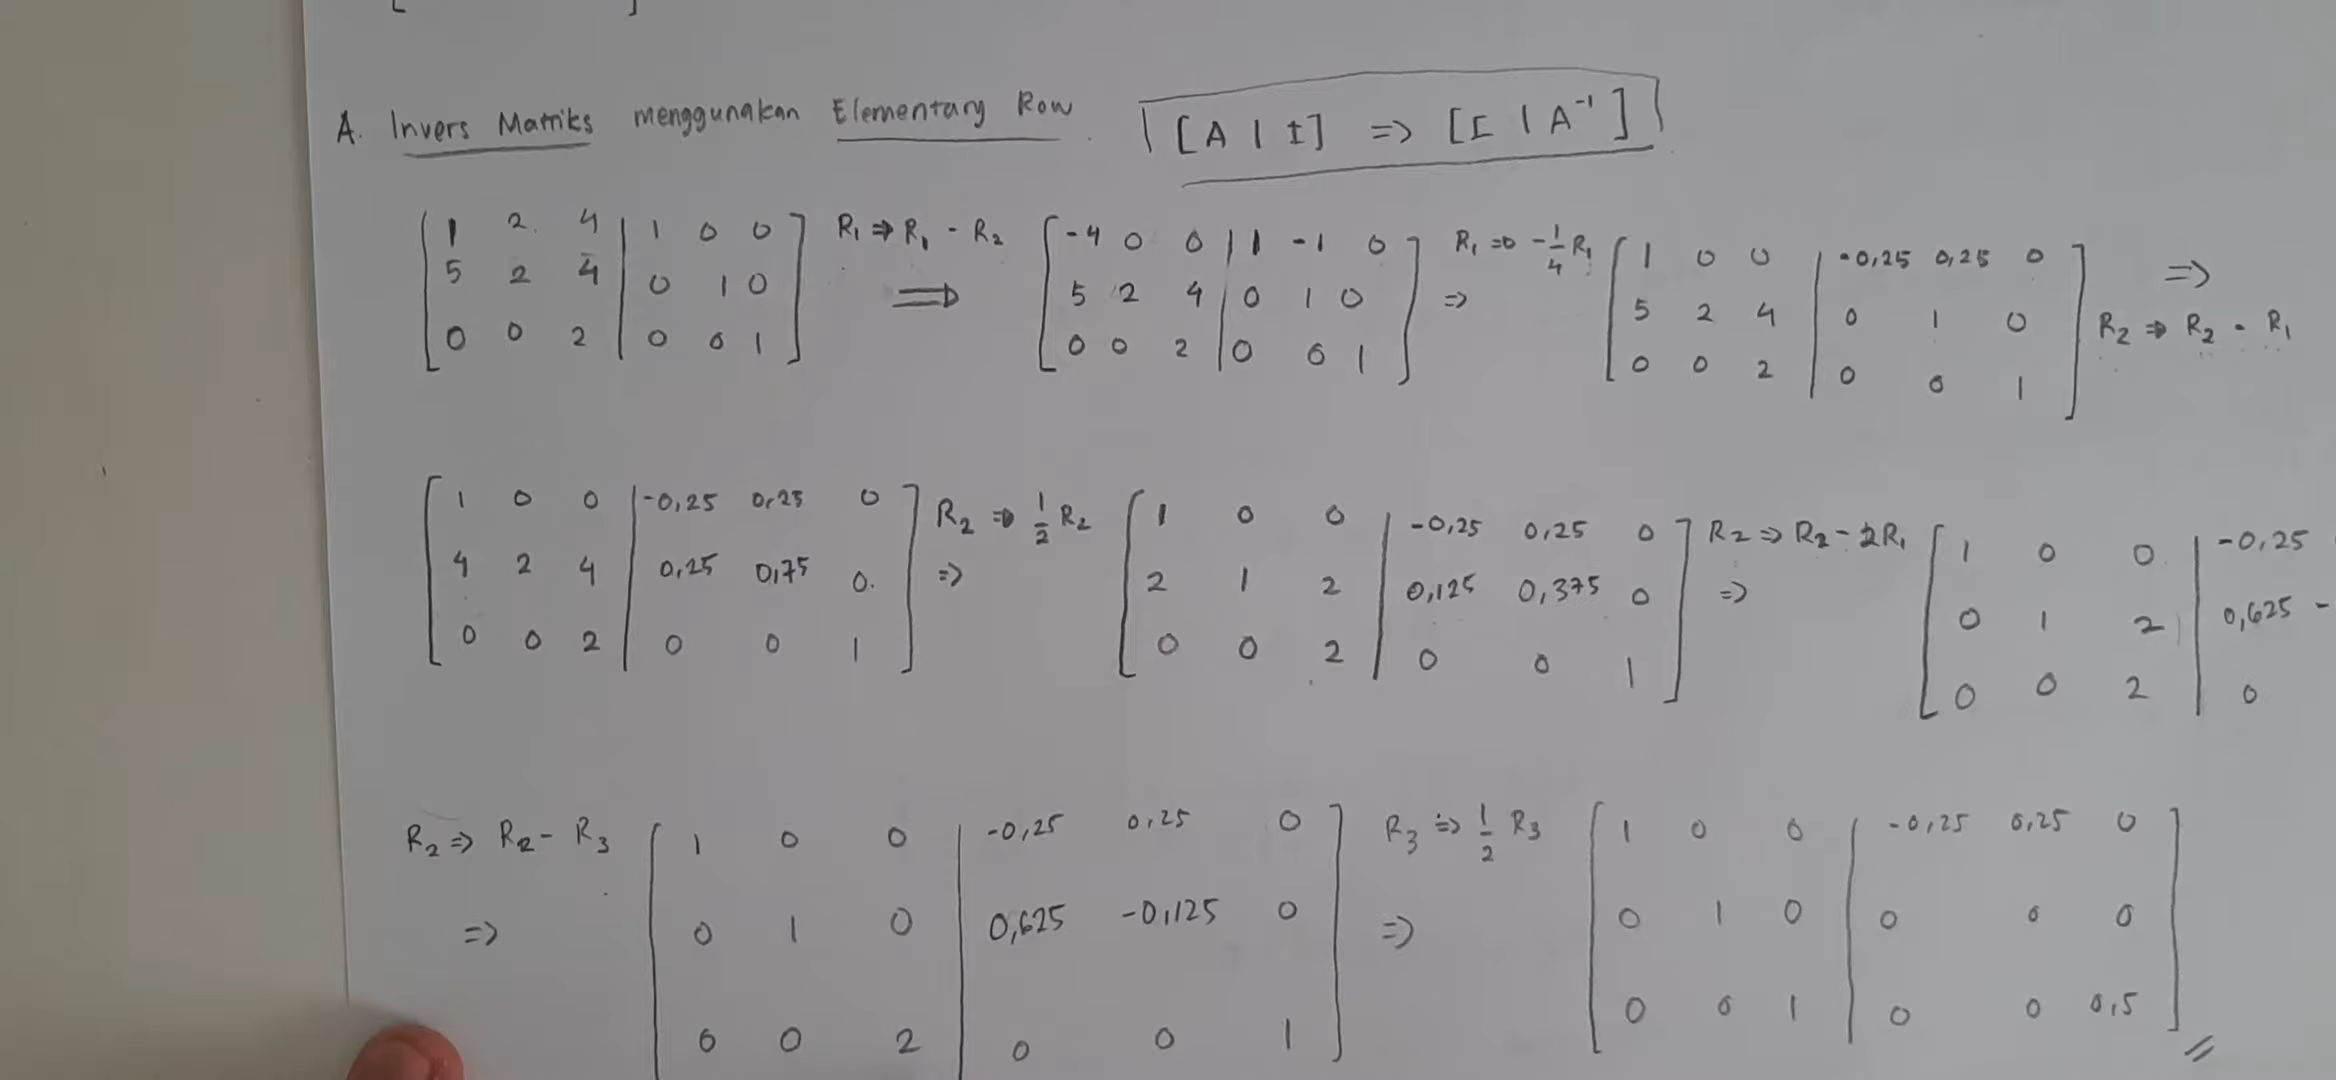 A. Invers Matriks menggunakan Elementary Row. [A | I] => [I | A⁻¹]
[1 2 4 | 1 0 0] R₁ => R₁ - R₂ [-4 0 0 | 1 -1 0] R₁ => -1/4 R₁ [1 0 0 | -0,25 0,25 0] =>
[5 2 4 | 0 1 0] => [5 2 4 | 0 1 0] => [5 2 4 | 0 1 0] R₂ => R₂ - R₁
[0 0 2 | 0 0 1] [0 0 2 | 0 0 1] [0 0 2 | 0 0 1]
[1 0 0 | -0,25 0,25 0] R₂ => 1/2 R₂ [1 0 0 | -0,25 0,25 0] R₂ => R₂ - 2R₁ [1 0 0 | -0,25
[4 2 4 | 0,25 0,75 0.] => [2 1 2 | 0,125 0,375 0] => [0 1 2 | 0,625 -
[0 0 2 | 0 0 1] [0 0 2 | 0 0 1] [0 0 2 | 0
R₂ => R₂ - R₃ [1 0 0 | -0,25 0,25 0] R₃ => 1/2 R₃ [1 0 0 | -0,25 0,25 0]
=> [0 1 0 | 0,625 -0,125 0] => [0 1 0 | 0 0 0]
[0 0 2 | 0 0 1] [0 0 1 | 0 0 0,5]